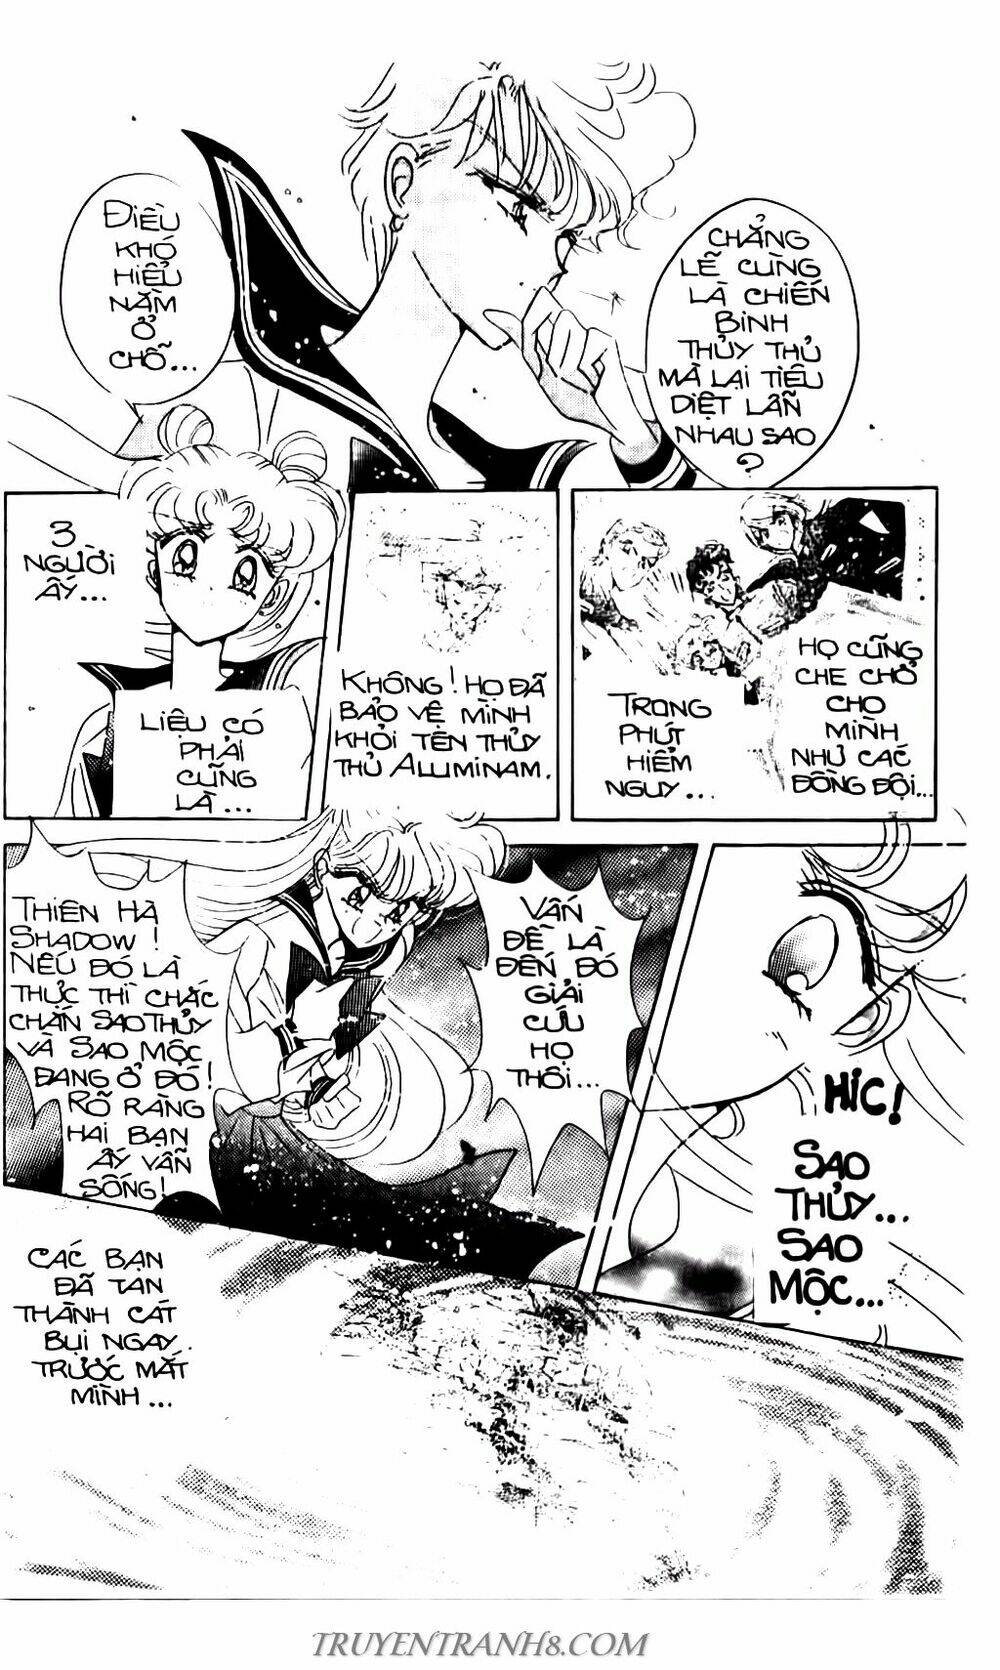 ĐIỀU
KHÓ
HIỂU
NẰM
Ở
CHỖ...
CHẲNG
LẼ CÙNG
LÀ CHIẾN
BINH
THỦY THỦ
MÀ LẠI TIÊU
DIỆT LẪN
NHAU SAO
?
3
NGƯỜI
ẤY...
LIỆU CÓ
PHẢI
CŨNG
LÀ...
KHÔNG! HỌ ĐÃ
BẢO VỆ MÌNH
KHỎI TÊN THỦY
THỦ ALUMINAM.
TRONG
PHÚT
HIỂM
NGUY...
HỌ CŨNG
CHE CHỞ
CHO
MÌNH
NHƯ CÁC
ĐỒNG ĐỘI...
THIÊN HÀ
SHADOW!
NẾU ĐÓ LÀ
THỰC THÌ CHẮC
CHẮN SAO THỦY
VÀ SAO MỘC
ĐANG Ở ĐÓ!
RÕ RÀNG
HAI BẠN
ẤY VẪN
SỐNG!
VẤN
ĐỀ LÀ
ĐẾN ĐÓ
GIẢI
CỨU
HỌ
THÔI...
HÍC!
SAO
THỦY...
SAO
MỘC...
CÁC BẠN
ĐÃ TAN
THÀNH CÁT
BỤI NGAY
TRƯỚC MẮT
MÌNH...
TRUYENTRANH8.COM